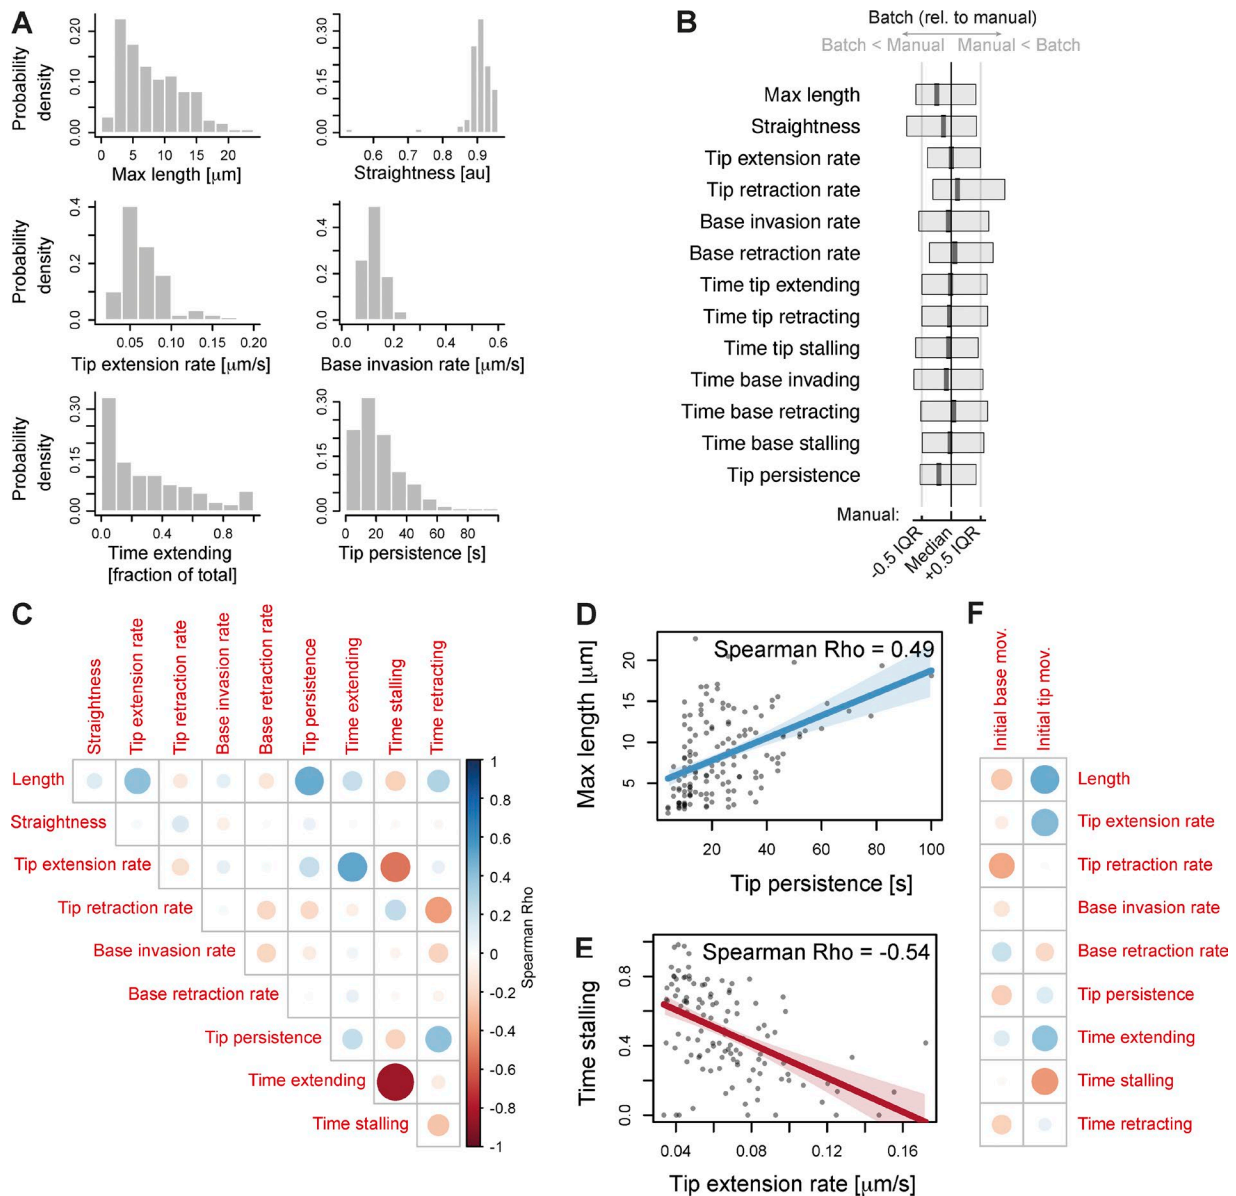 A
Probability
density
0.00
0.10
0.20
0
5
10
15
20
Max length [μm]
0.00
0.15
0.30
0.6
0.7
0.8
0.9
Straightness [au]
Probability
density
0.0
0.2
0.4
0.05
0.10
0.15
0.20
Tip extension rate [μm/s]
0.0
0.2
0.4
0.0
0.2
0.4
0.6
Base invasion rate [μm/s]
Probability
density
0.00
0.15
0.30
0.0
0.4
0.8
Time extending
[fraction of total]
0.00
0.15
0.30
0
20
40
60
80
Tip persistence [s]
B
Batch (rel. to manual)
Batch < Manual
Manual < Batch
Max length
Straightness
Tip extension rate
Tip retraction rate
Base invasion rate
Base retraction rate
Time tip extending
Time tip retracting
Time tip stalling
Time base invading
Time base retracting
Time base stalling
Tip persistence
Manual:
-0.5 IQR
Median
+0.5 IQR
C
Straightness
Tip extension rate
Tip retraction rate
Base invasion rate
Base retraction rate
Tip persistence
Time extending
Time stalling
Time retracting
Length
Straightness
Tip extension rate
Tip retraction rate
Base invasion rate
Base retraction rate
Tip persistence
Time extending
Time stalling
1
0.8
0.6
0.4
0.2
0
-0.2
-0.4
-0.6
-0.8
-1
Spearman Rho
D
Spearman Rho = 0.49
Max length [μm]
20
15
10
5
20
40
60
80
100
Tip persistence [s]
E
Spearman Rho = -0.54
Time stalling
0.8
0.4
0.0
0.04
0.08
0.12
0.16
Tip extension rate [μm/s]
F
Initial base mov.
Initial tip mov.
Length
Tip extension rate
Tip retraction rate
Base invasion rate
Base retraction rate
Tip persistence
Time extending
Time stalling
Time retracting